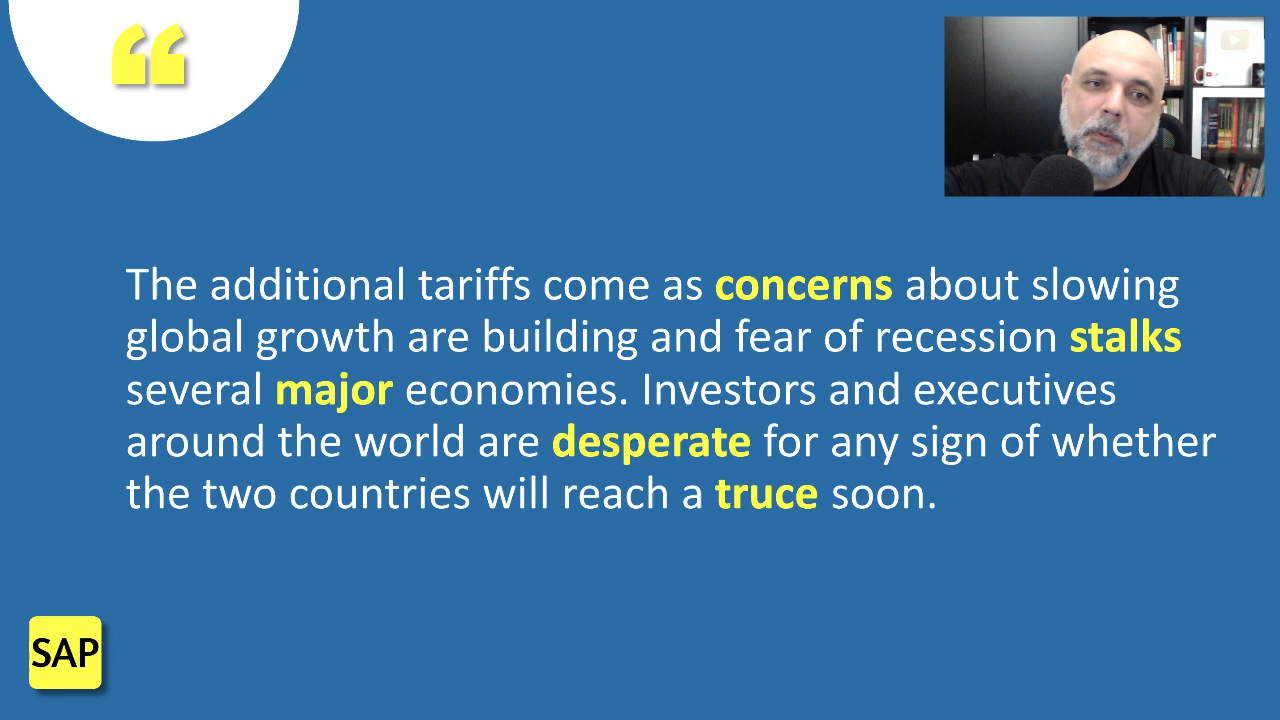 The additional tariffs come as concerns about slowing
global growth are building and fear of recession stalks
several major economies. Investors and executives
around the world are desperate for any sign of whether
the two countries will reach a truce soon.
SAP